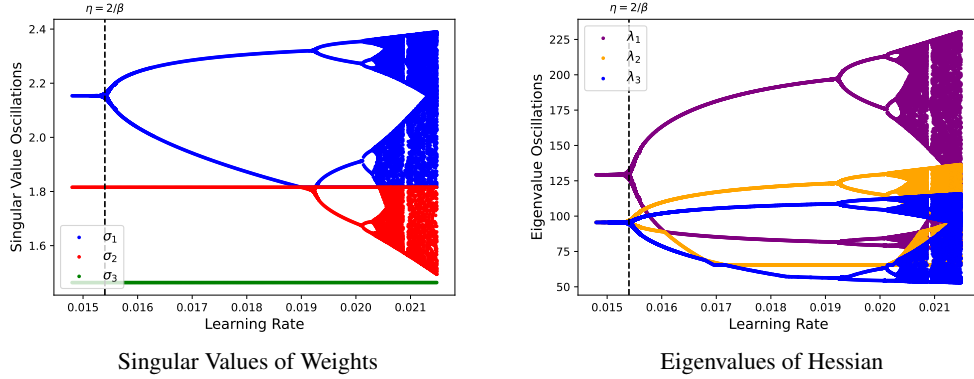 η = 2/β
2.4
2.2
2.0
1.8
1.6
Singular Value Oscillations
σ₁
σ₂
σ₃
0.015 0.016 0.017 0.018 0.019 0.020 0.021
Learning Rate
Singular Values of Weights
η = 2/β
225
200
175
150
125
100
75
50
Eigenvalue Oscillations
λ₁
λ₂
λ₃
0.015 0.016 0.017 0.018 0.019 0.020 0.021
Learning Rate
Eigenvalues of Hessian